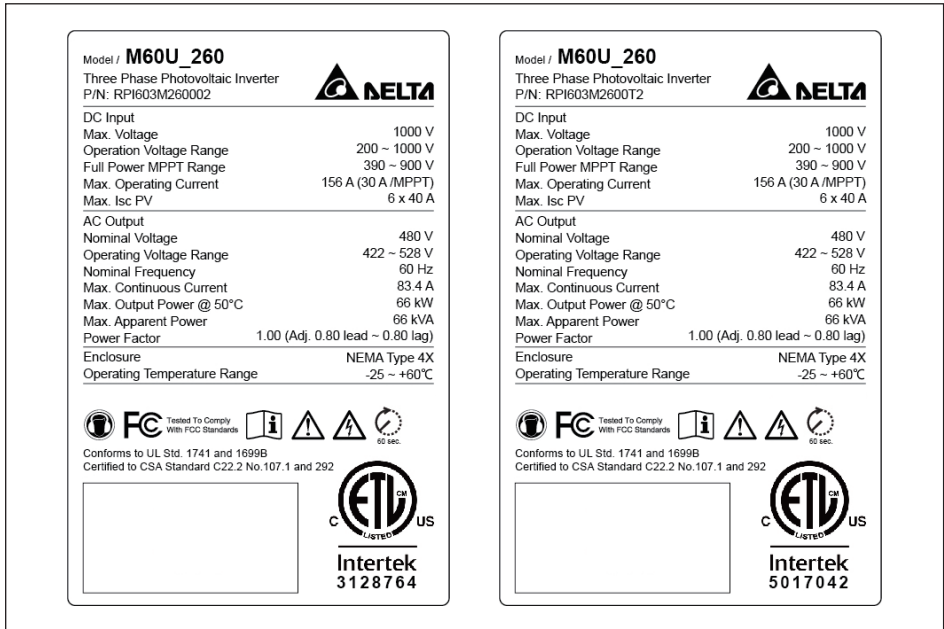 Model / M60U_260
Three Phase Photovoltaic Inverter
P/N: RPI603M260002
DELTA
DC Input
Max. Voltage 1000 V
Operation Voltage Range 200 ~ 1000 V
Full Power MPPT Range 390 ~ 900 V
Max. Operating Current 156 A (30 A /MPPT)
Max. Isc PV 6 x 40 A
AC Output
Nominal Voltage 480 V
Operating Voltage Range 422 ~ 528 V
Nominal Frequency 60 Hz
Max. Continuous Current 83.4 A
Max. Output Power @ 50°C 66 kW
Max. Apparent Power 66 kVA
Power Factor 1.00 (Adj. 0.80 lead ~ 0.80 lag)
Enclosure NEMA Type 4X
Operating Temperature Range -25 ~ +60℃
FC Tested To Comply
With FCC Standards
60 sec.
Conforms to UL Std. 1741 and 1699B
Certified to CSA Standard C22.2 No.107.1 and 292
ETL CM
C US
LISTED
Intertek
3128764
Model / M60U_260
Three Phase Photovoltaic Inverter
P/N: RPI603M2600T2
DELTA
DC Input
Max. Voltage 1000 V
Operation Voltage Range 200 ~ 1000 V
Full Power MPPT Range 390 ~ 900 V
Max. Operating Current 156 A (30 A /MPPT)
Max. Isc PV 6 x 40 A
AC Output
Nominal Voltage 480 V
Operating Voltage Range 422 ~ 528 V
Nominal Frequency 60 Hz
Max. Continuous Current 83.4 A
Max. Output Power @ 50°C 66 kW
Max. Apparent Power 66 kVA
Power Factor 1.00 (Adj. 0.80 lead ~ 0.80 lag)
Enclosure NEMA Type 4X
Operating Temperature Range -25 ~ +60℃
FC Tested To Comply
With FCC Standards
60 sec.
Conforms to UL Std. 1741 and 1699B
Certified to CSA Standard C22.2 No.107.1 and 292
ETL CM
C US
LISTED
Intertek
5017042